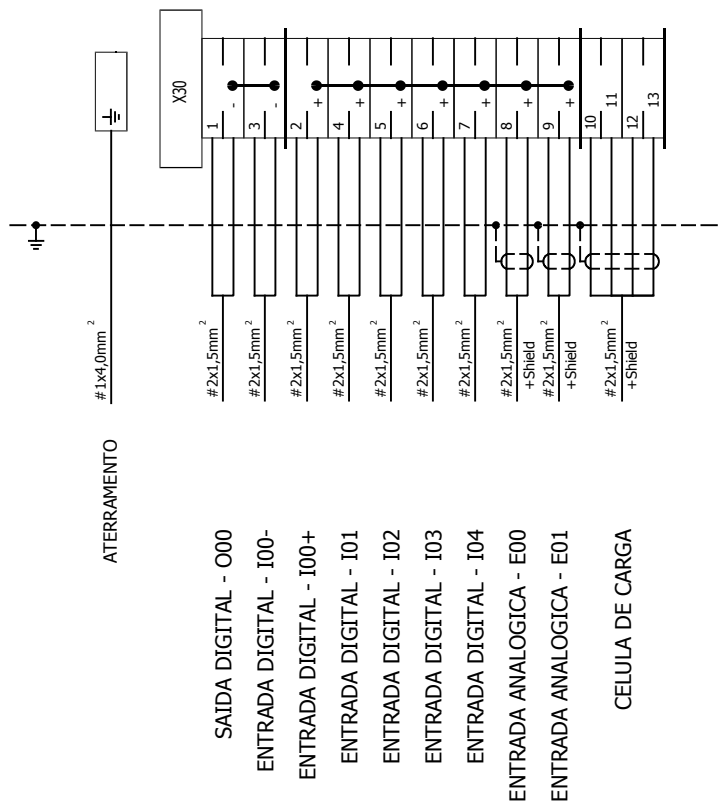 X30
1
-
3
-
2
+
4
+
5
+
6
+
7
+
8
+
9
+
10
11
12
13
#1x4,0mm²
#2x1,5mm²
#2x1,5mm²
#2x1,5mm²
#2x1,5mm²
#2x1,5mm²
#2x1,5mm²
#2x1,5mm²
#2x1,5mm²
+Shield
#2x1,5mm²
+Shield
#2x1,5mm²
+Shield
ATERRAMENTO
SAIDA DIGITAL - O00
ENTRADA DIGITAL - I00-
ENTRADA DIGITAL - I00+
ENTRADA DIGITAL - I01
ENTRADA DIGITAL - I02
ENTRADA DIGITAL - I03
ENTRADA DIGITAL - I04
ENTRADA ANALOGICA - E00
ENTRADA ANALOGICA - E01
CELULA DE CARGA